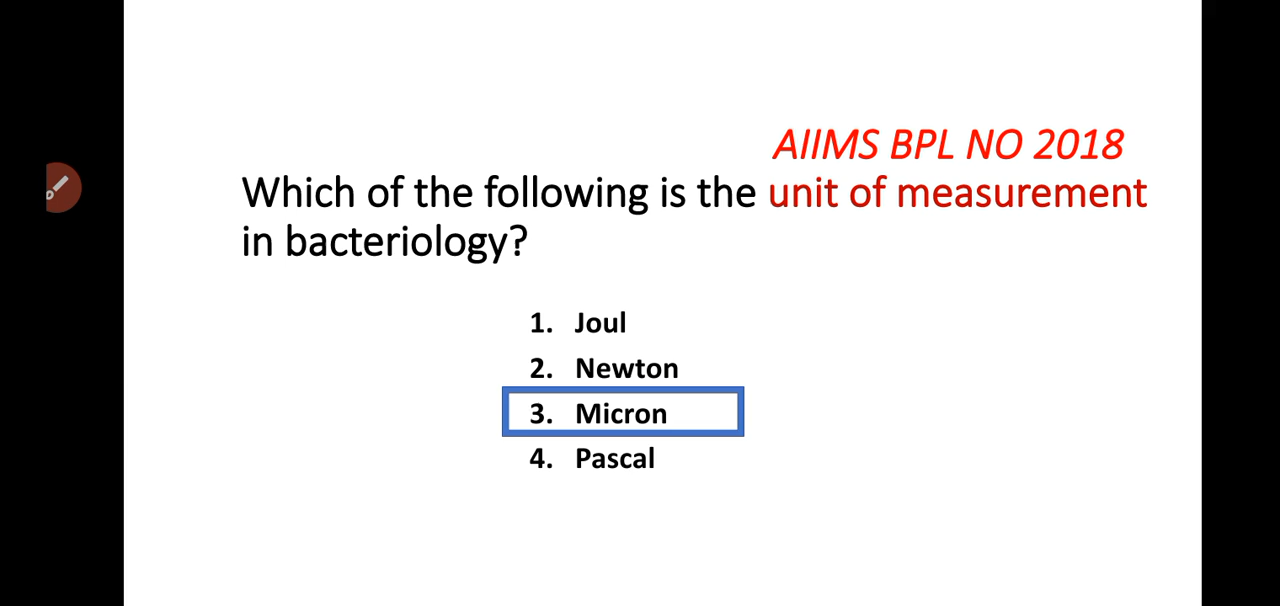 AIIMS BPL NO 2018
Which of the following is the unit of measurement
in bacteriology?
1. Joul
2. Newton
3. Micron
4. Pascal